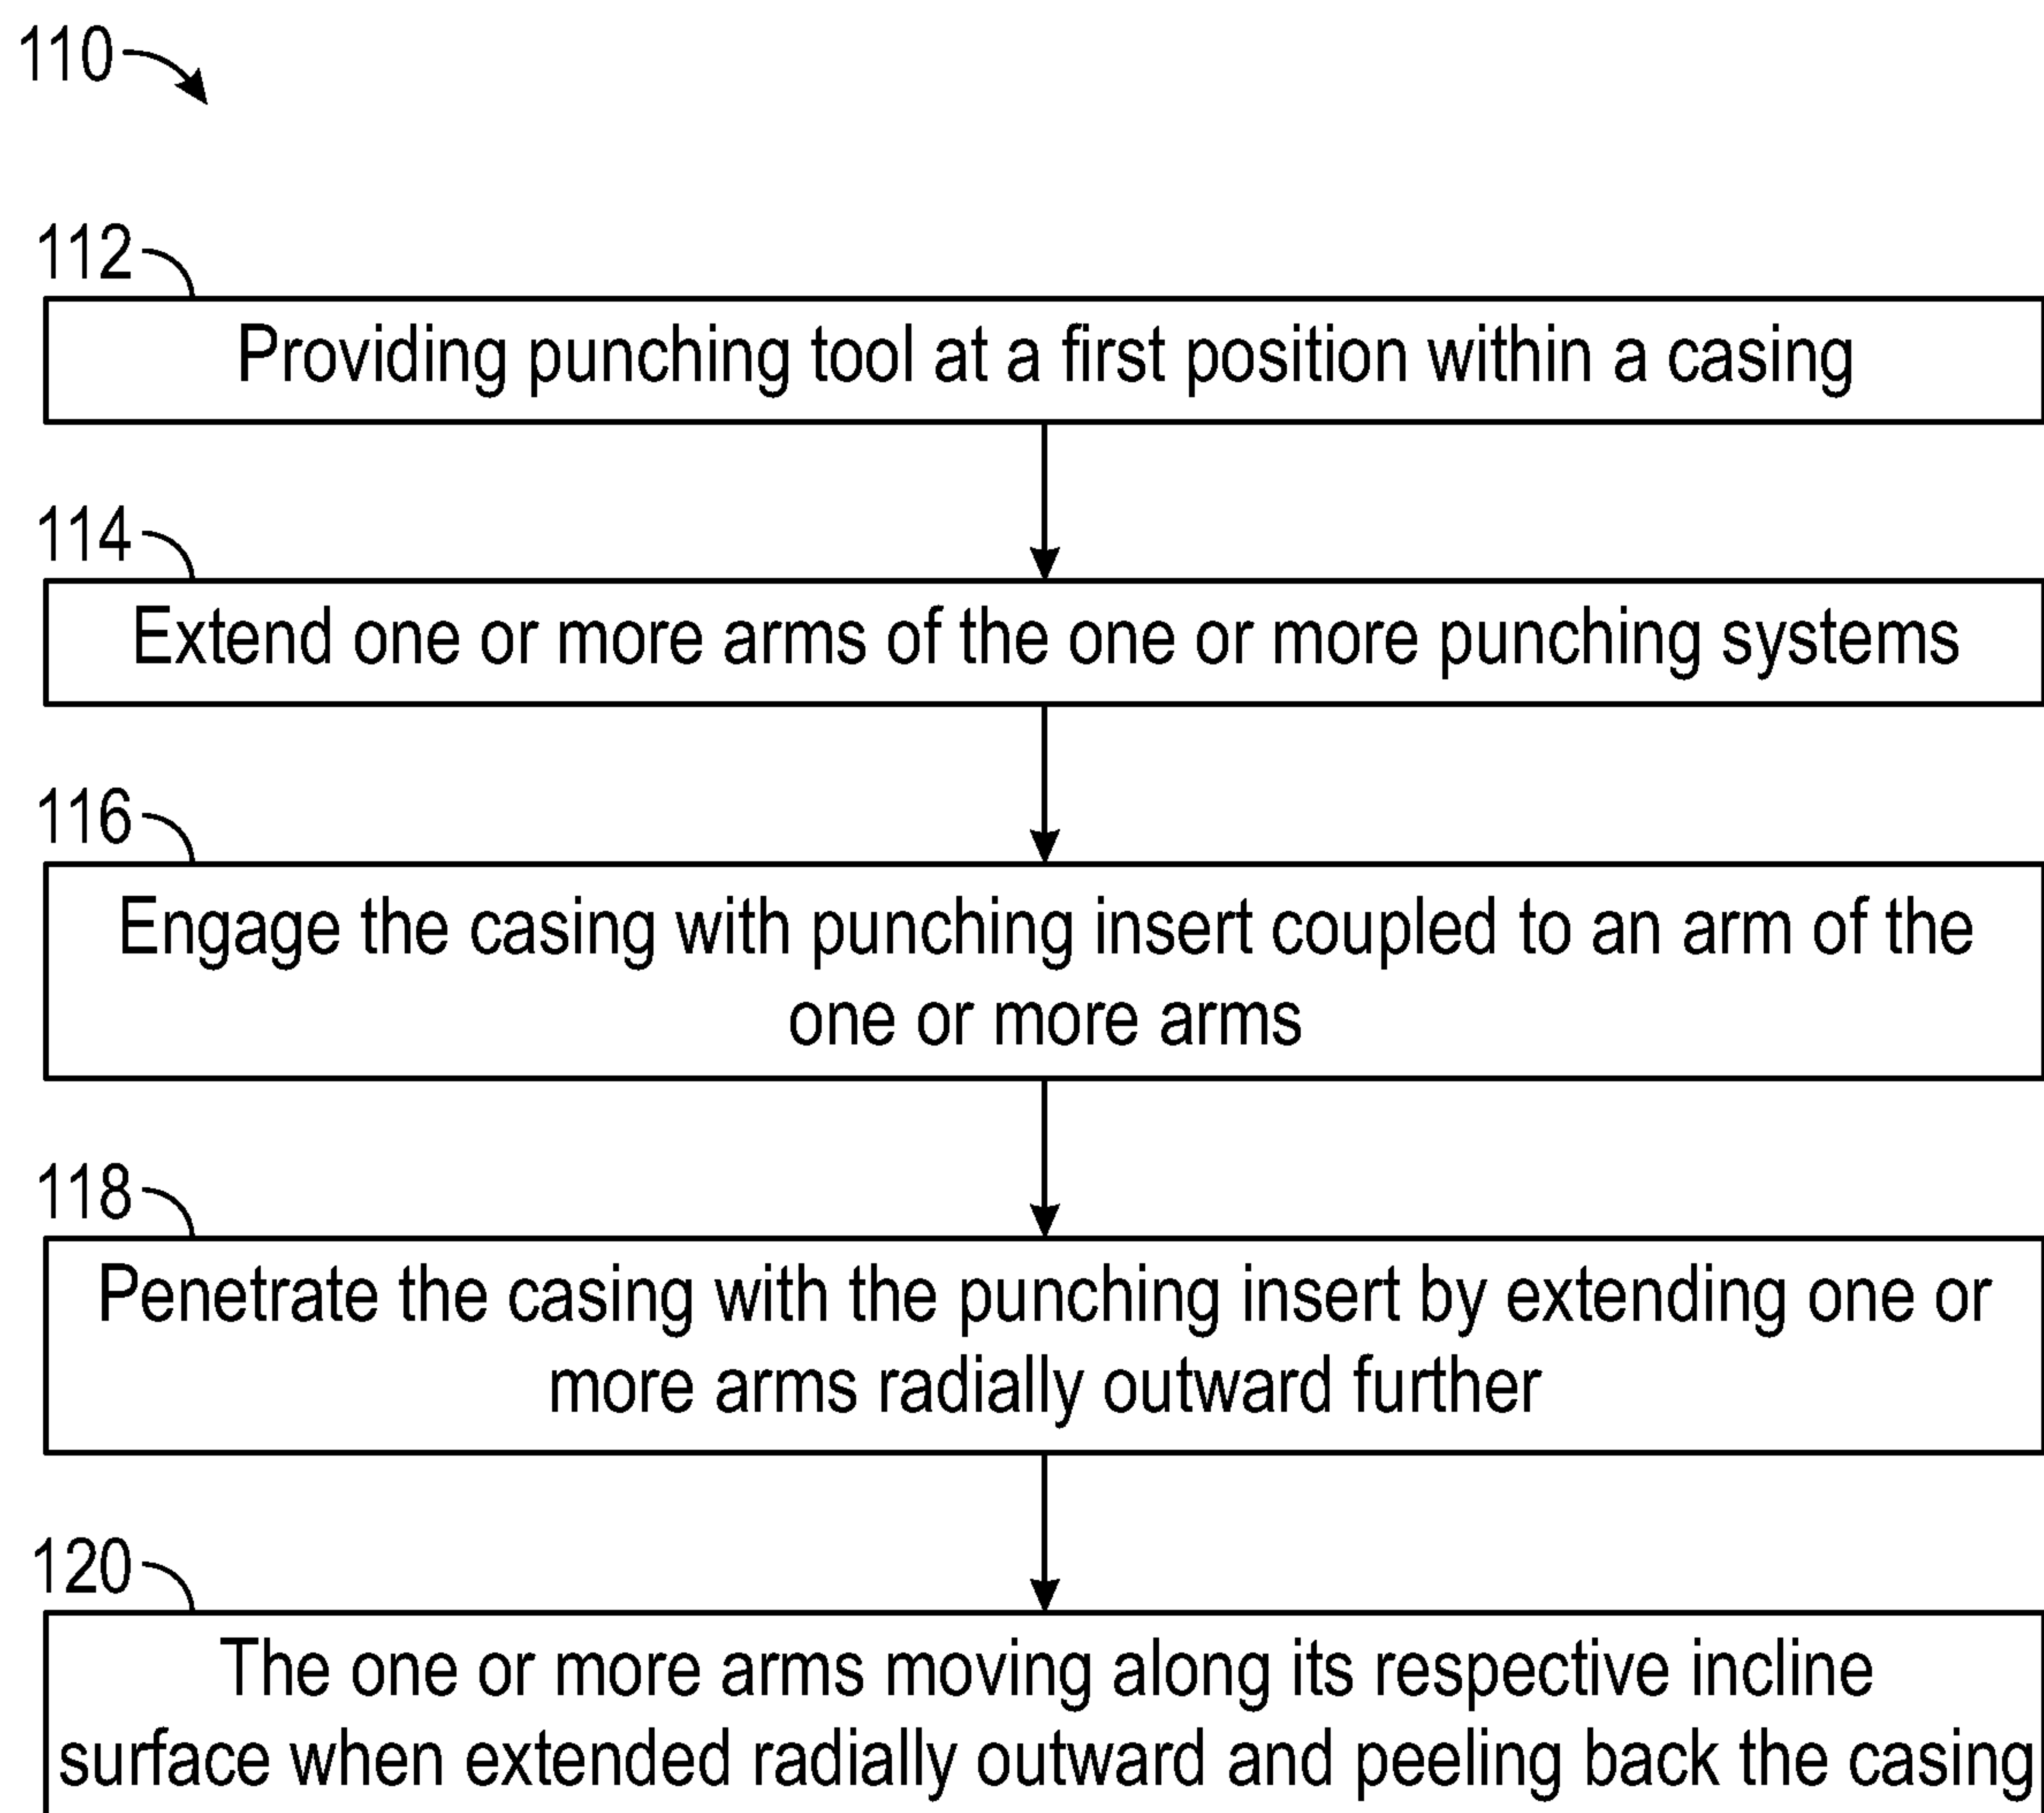 110
112
Providing punching tool at a first position within a casing
114
Extend one or more arms of the one or more punching systems
116
Engage the casing with punching insert coupled to an arm of the
one or more arms
118
Penetrate the casing with the punching insert by extending one or
more arms radially outward further
120
The one or more arms moving along its respective incline
surface when extended radially outward and peeling back the casing